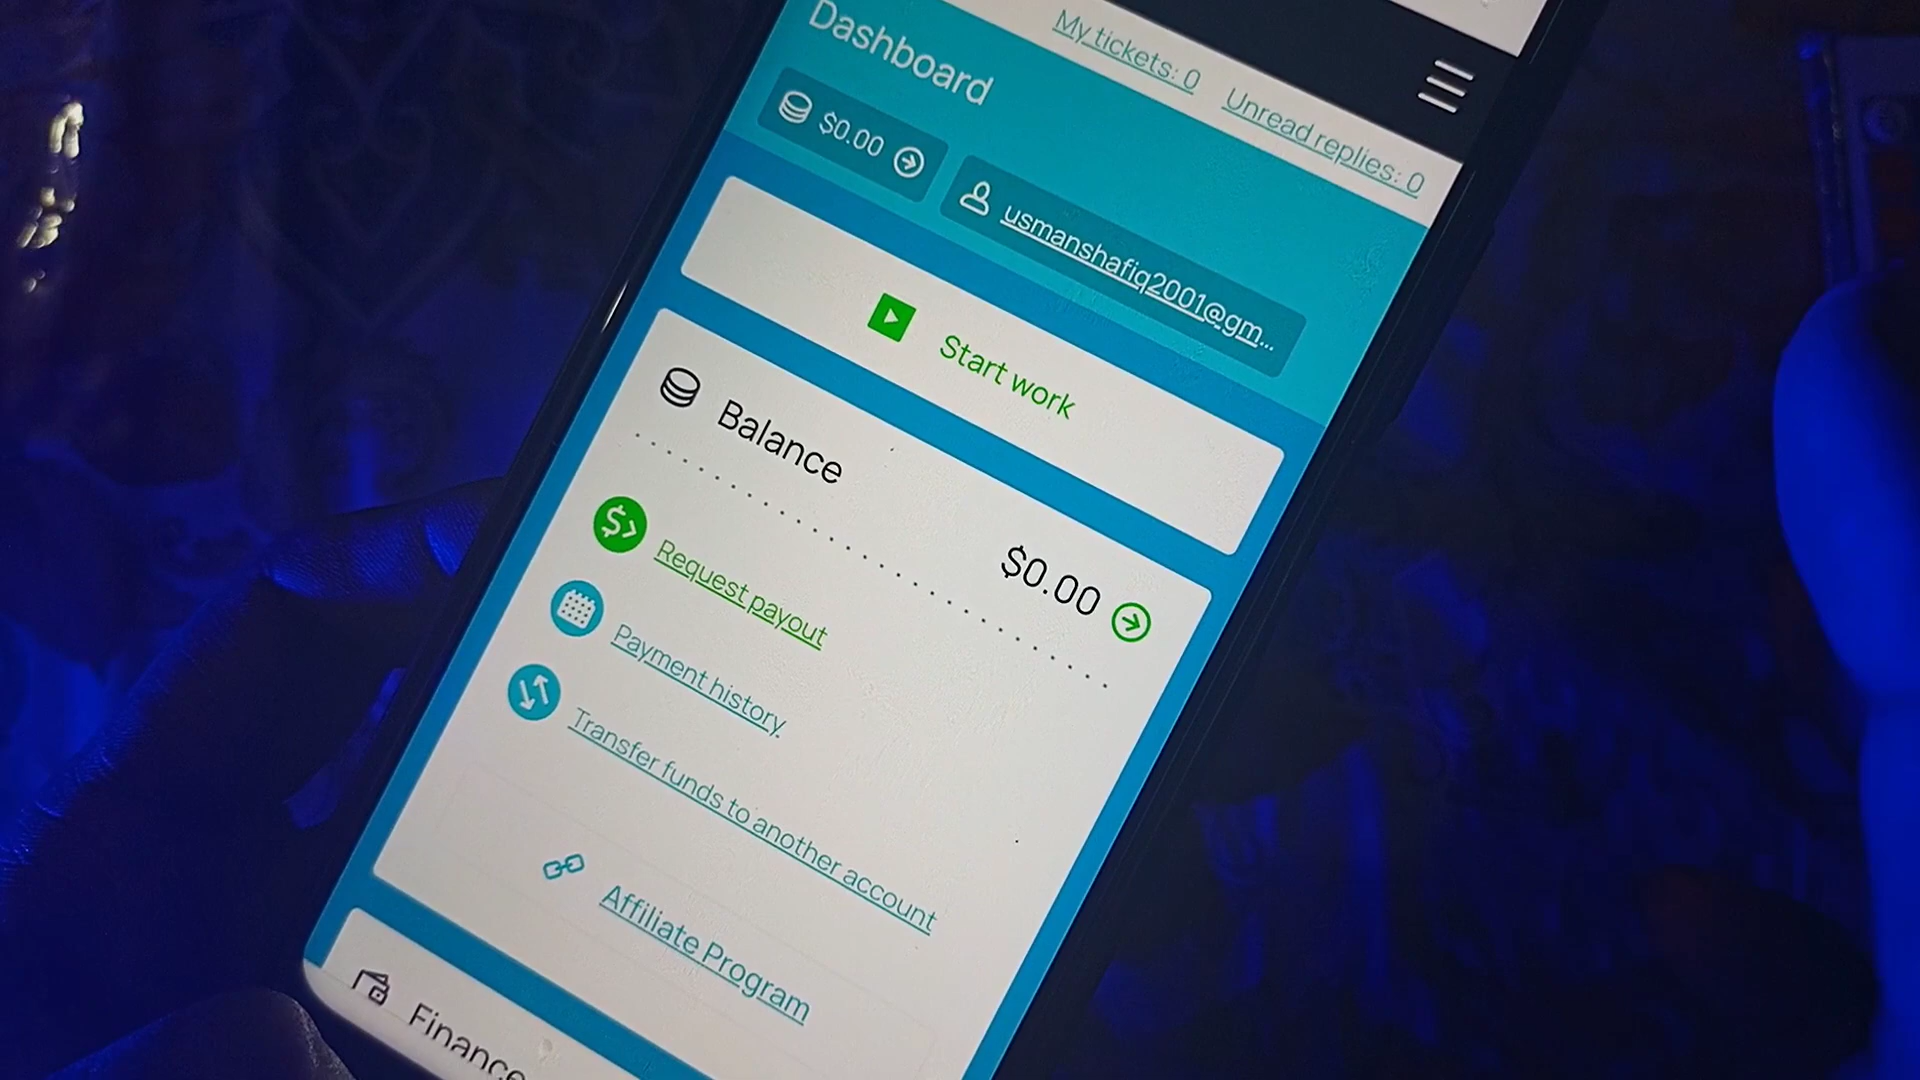 My tickets: 0 Unread replies: 0
Dashboard
$0.00
usmanshafiq2001@gm...
Start work
Balance
$0.00
Request payout
Payment history
Transfer funds to another account
Affiliate Program
Finance